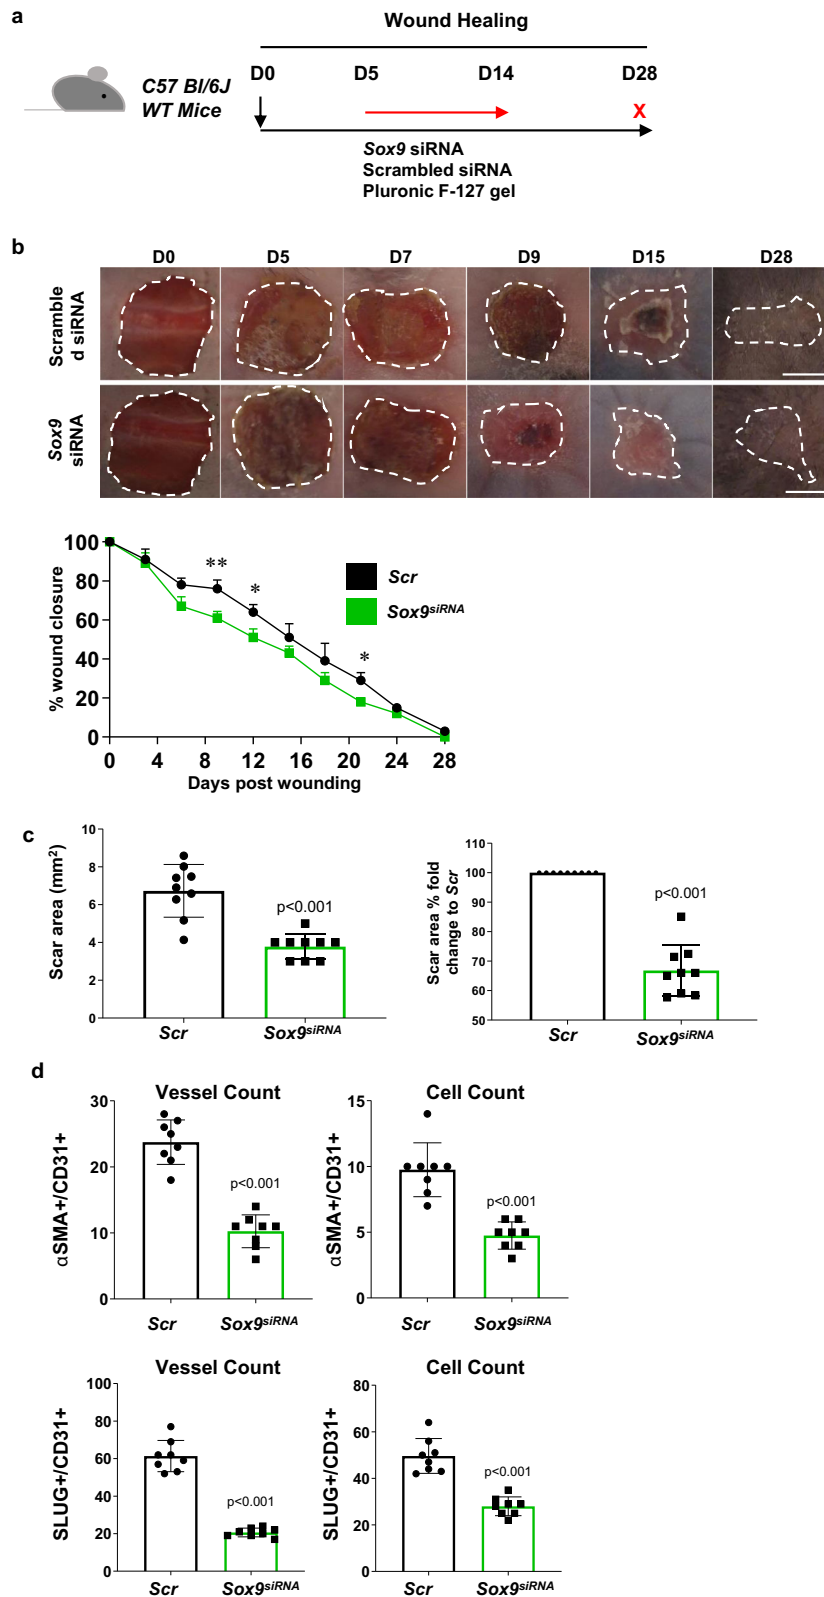 a
Wound Healing
D0 D5 D14 D28
C57 Bl/6J
WT Mice
X
Sox9 siRNA
Scrambled siRNA
Pluronic F-127 gel
b
D0 D5 D7 D9 D15 D28
Scramble
d siRNA
Sox9
siRNA
% wound closure
100
80
60
40
20
0
** * *
Scr
Sox9siRNA
0 4 8 12 16 20 24 28
Days post wounding
c
Scar area (mm2)
10
8
6
4
2
0
p<0.001
Scr Sox9siRNA
Scar area % fold
change to Scr
110
100
90
80
70
60
50
p<0.001
Scr Sox9siRNA
d
Vessel Count
αSMA+/CD31+
30
20
10
0
p<0.001
Scr Sox9siRNA
Cell Count
αSMA+/CD31+
15
10
5
0
p<0.001
Scr Sox9siRNA
Vessel Count
SLUG+/CD31+
100
80
60
40
20
0
p<0.001
Scr Sox9siRNA
Cell Count
SLUG+/CD31+
80
60
40
20
0
p<0.001
Scr Sox9siRNA